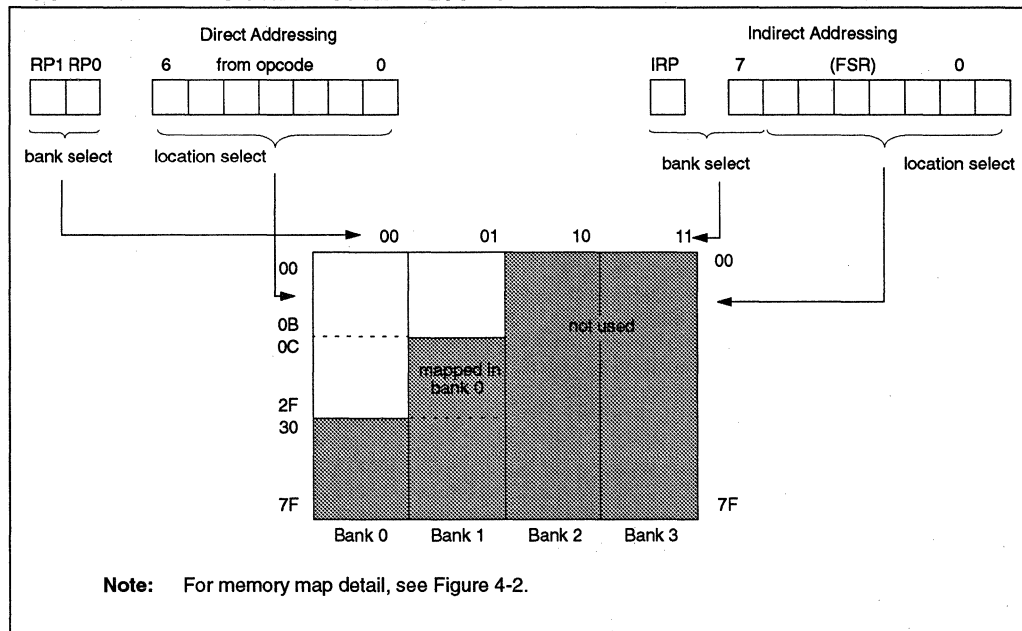 Direct Addressing
RP1 RP0 6 from opcode 0
bank select location select
Indirect Addressing
IRP 7 (FSR) 0
bank select location select
00 01 10 11
00 00
0B
0C
not used
mapped in
bank 0
2F
30
7F 7F
Bank 0 Bank 1 Bank 2 Bank 3
Note: For memory map detail, see Figure 4-2.